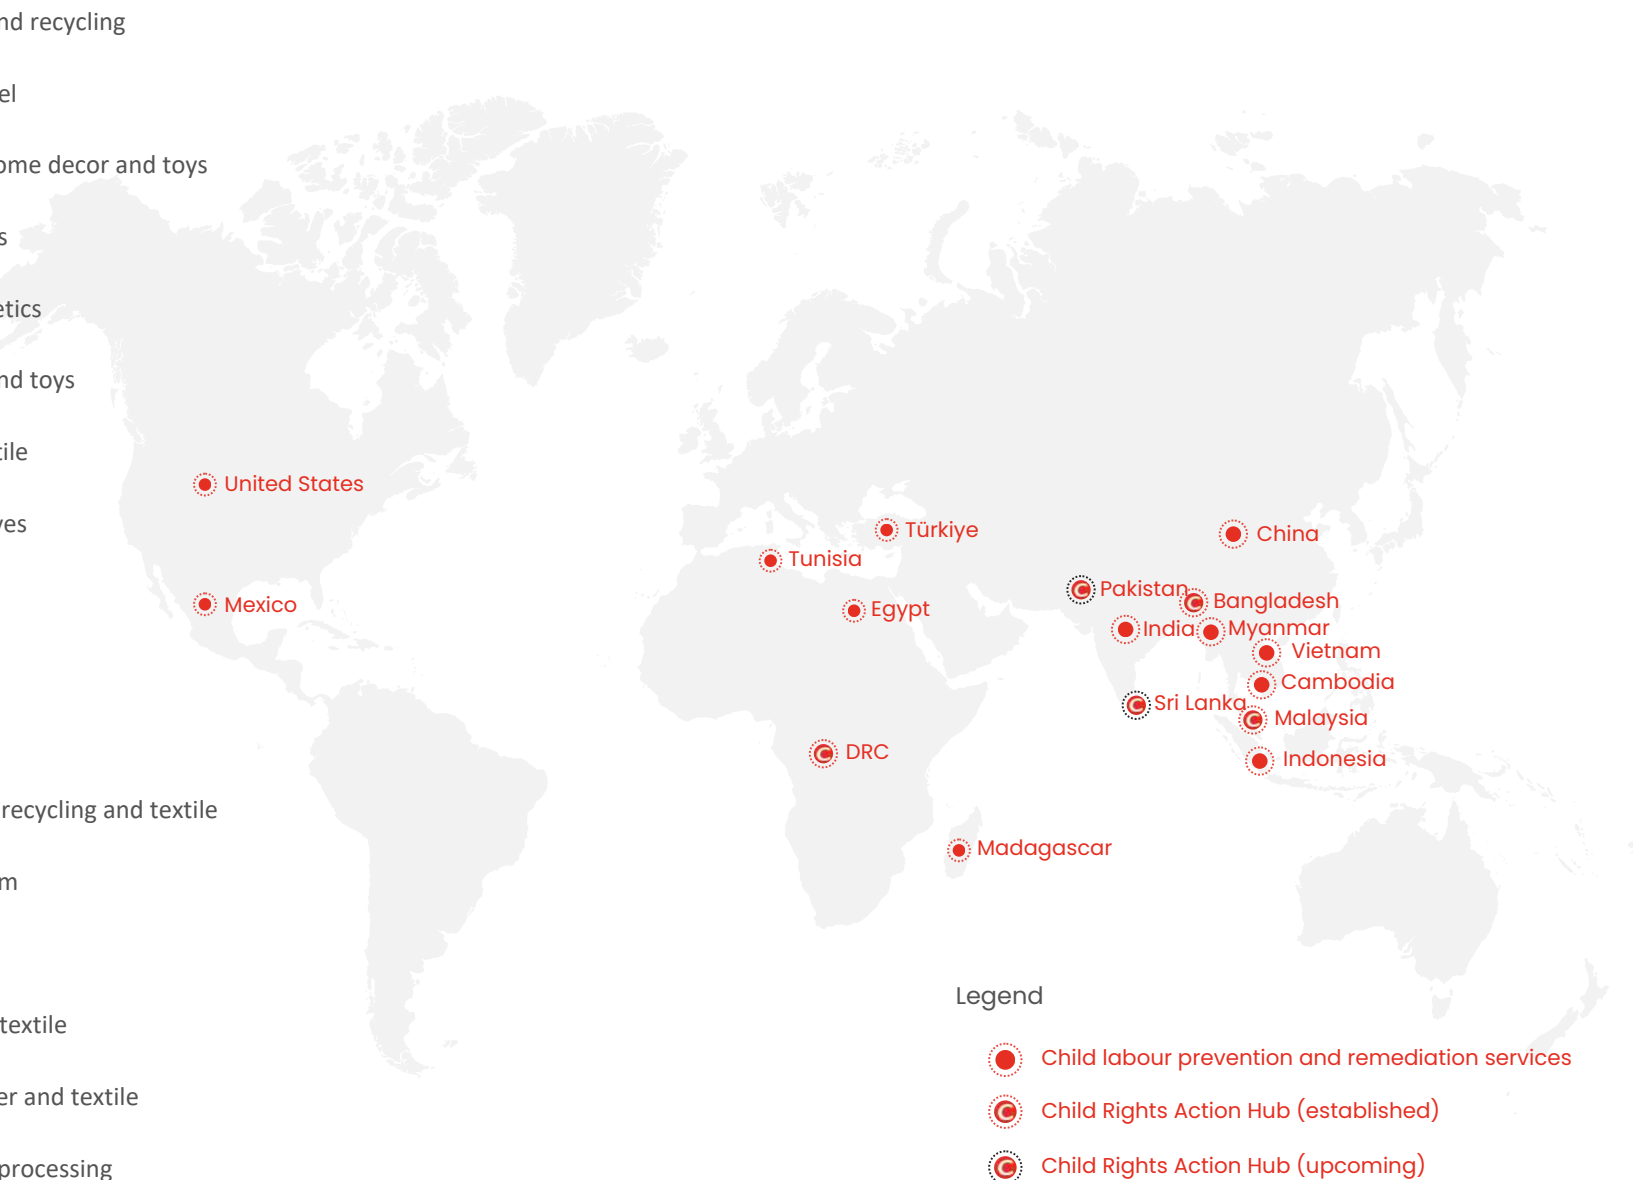 nd recycling
el
ome decor and toys
s
etics
nd toys
tile
ves
recycling and textile
m
textile
er and textile
processing
United States
Mexico
Türkiye
Tunisia
Egypt
DRC
Madagascar
China
Pakistan
Bangladesh
India
Myanmar
Vietnam
Cambodia
Sri Lanka
Malaysia
Indonesia
Legend
Child labour prevention and remediation services
Child Rights Action Hub (established)
Child Rights Action Hub (upcoming)